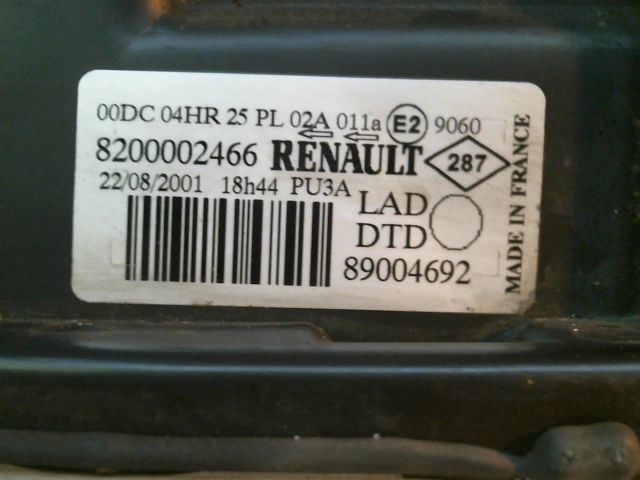 00DC 04HR 25 PL 02A 011a E2 9060
8200002466 RENAULT 287
22/08/2001 18h44 PU3A
LAD
DTD
89004692
MADE IN FRANCE